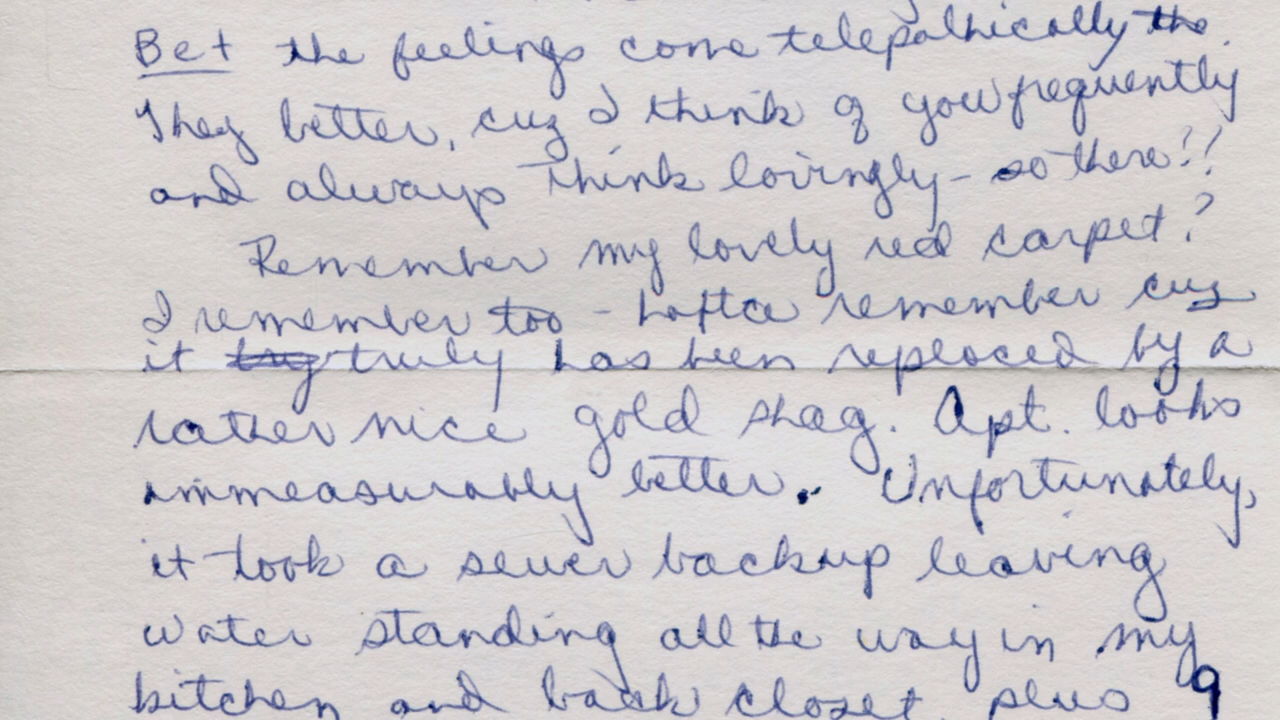 Bet the feelings come telepathically tho.
They better, cuz I think of you frequently
and always think lovingly - so there!!
Remember my lovely red carpet?
I remember too - hafta remember cuz
it truly has been replaced by a
rather nice gold shag. Apt. looks
immeasurably better. Unfortunately,
it took a sewer backup leaving
water standing all the way in my
kitchen and back closet, plus 9